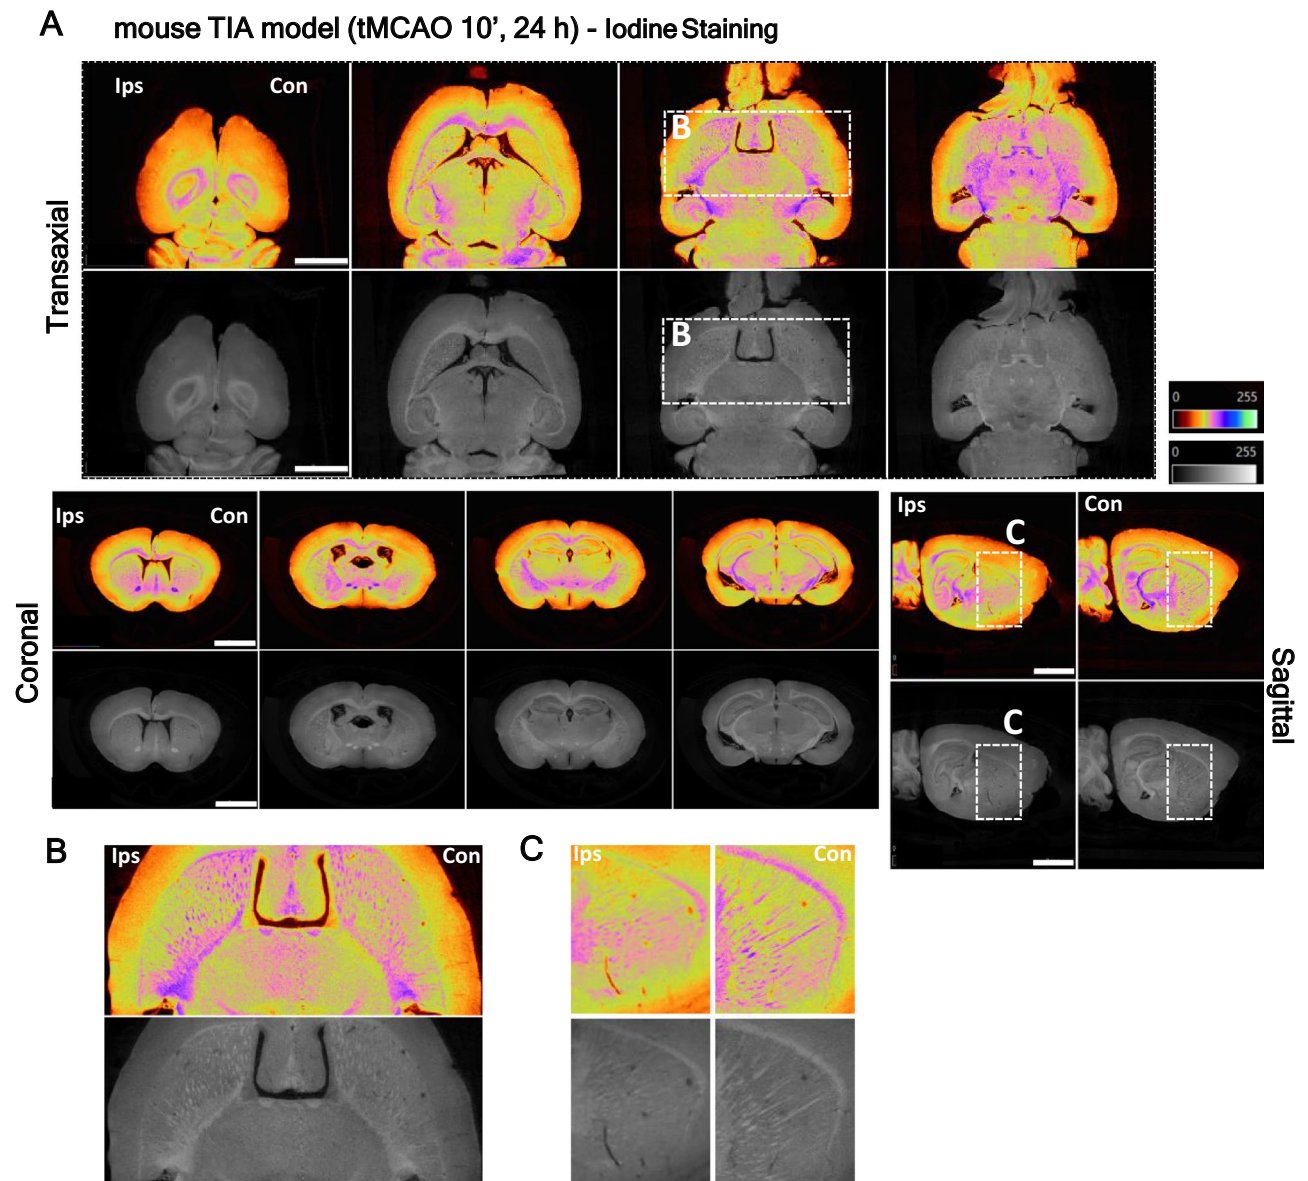 A
mouse TIA model (tMCAO 10’, 24 h) - Iodine Staining
Ips
Con
B
Transaxial
B
0 255
0 255
Ips
Con
Ips
C
Con
Coronal
C
Sagittal
B
Ips
Con
C
Ips
Con